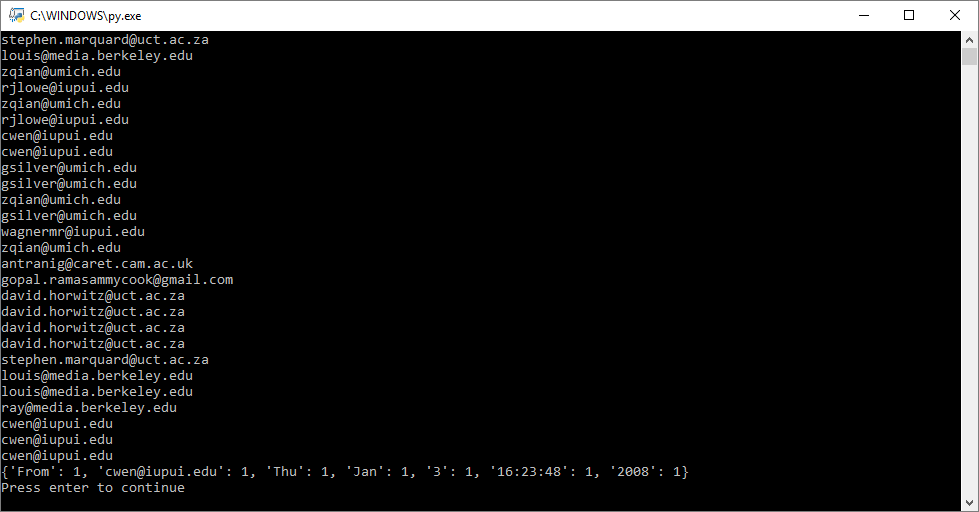 C:\WINDOWS\py.exe
stephen.marquard@uct.ac.za
louis@media.berkeley.edu
zqian@umich.edu
rjlowe@iupui.edu
zqian@umich.edu
rjlowe@iupui.edu
cwen@iupui.edu
cwen@iupui.edu
gsilver@umich.edu
gsilver@umich.edu
zqian@umich.edu
gsilver@umich.edu
wagnermr@iupui.edu
zqian@umich.edu
antranig@caret.cam.ac.uk
gopal.ramasammycook@gmail.com
david.horwitz@uct.ac.za
david.horwitz@uct.ac.za
david.horwitz@uct.ac.za
david.horwitz@uct.ac.za
stephen.marquard@uct.ac.za
louis@media.berkeley.edu
louis@media.berkeley.edu
ray@media.berkeley.edu
cwen@iupui.edu
cwen@iupui.edu
cwen@iupui.edu
{'From': 1, 'cwen@iupui.edu': 1, 'Thu': 1, 'Jan': 1, '3': 1, '16:23:48': 1, '2008': 1}
Press enter to continue